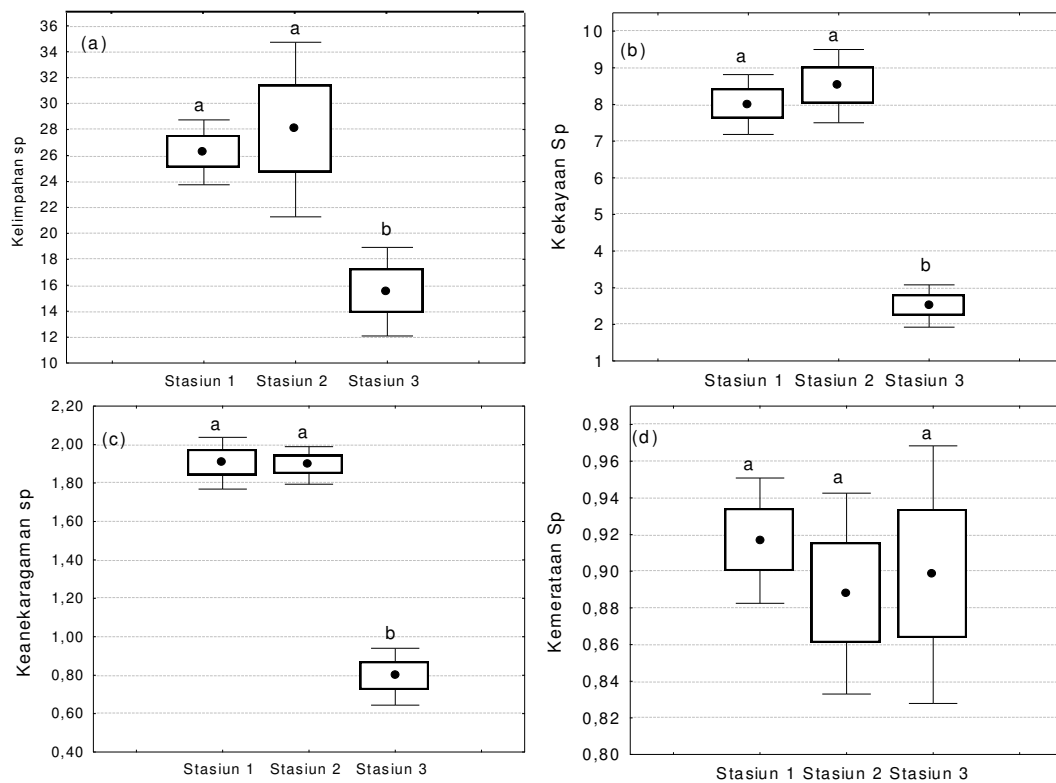 (a)
Kelimpahan sp
36
34
32
30
28
26
24
22
20
18
16
14
12
10
a
a
b
Stasiun 1 Stasiun 2 Stasiun 3
(b)
Kekayaan Sp
10
9
8
7
6
5
4
3
2
1
a
a
b
Stasiun 1 Stasiun 2 Stasiun 3
(c)
Keanekaragaman sp
2,20
2,00
1,80
1,60
1,40
1,20
1,00
0,80
0,60
0,40
a
a
b
Stasiun 1 Stasiun 2 Stasiun 3
(d)
Kemerataan Sp
0,98
0,96
0,94
0,92
0,90
0,88
0,86
0,84
0,82
0,80
a
a
a
Stasiun 1 Stasiun 2 Stasiun 3